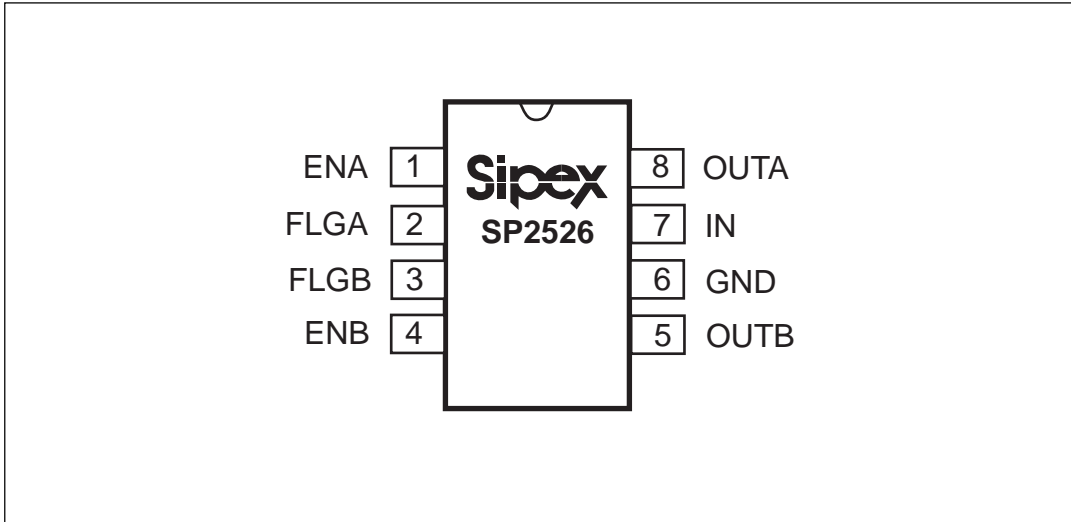 Sipex
SP2526
ENA 1
FLGA 2
FLGB 3
ENB 4
8 OUTA
7 IN
6 GND
5 OUTB